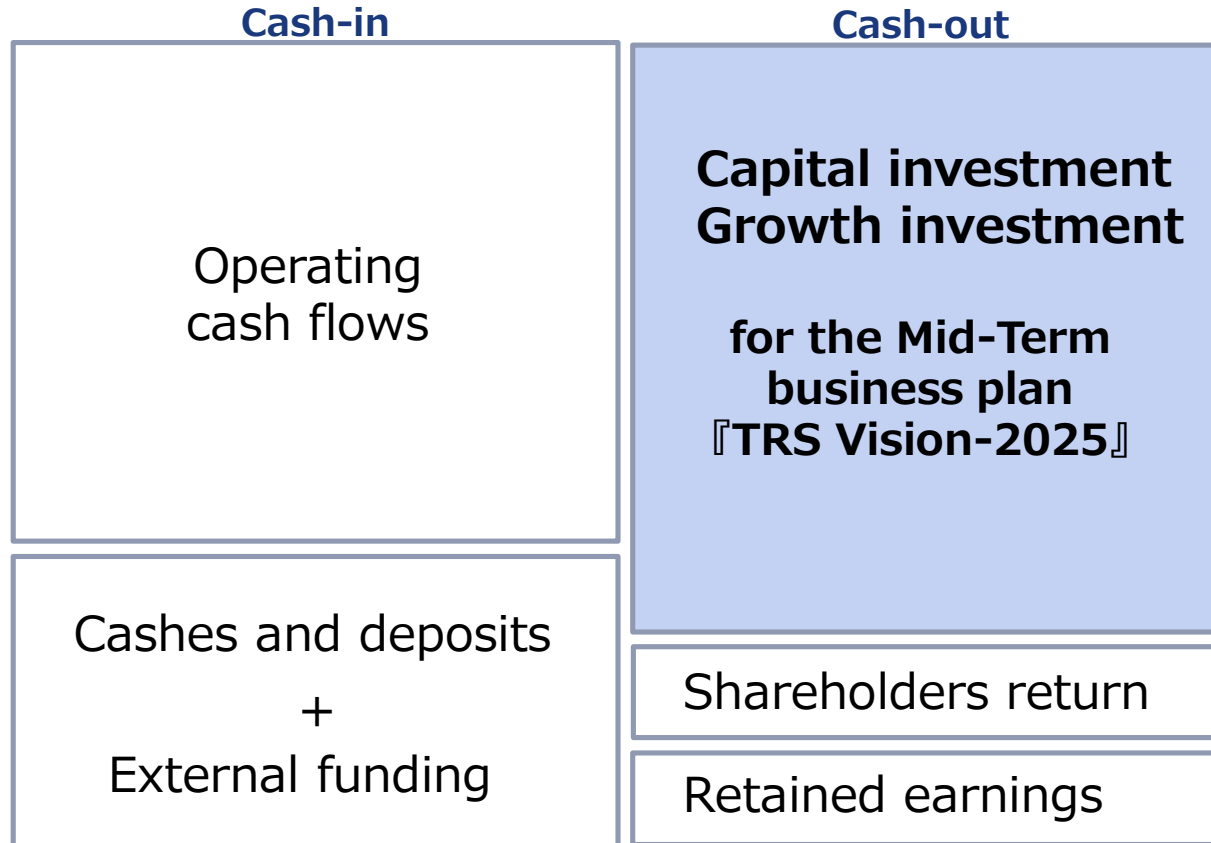 Cash-in
Operating
cash flows
Cashes and deposits
+
External funding
Cash-out
Capital investment
Growth investment
for the Mid-Term
business plan
『TRS Vision-2025』
Shareholders return
Retained earnings